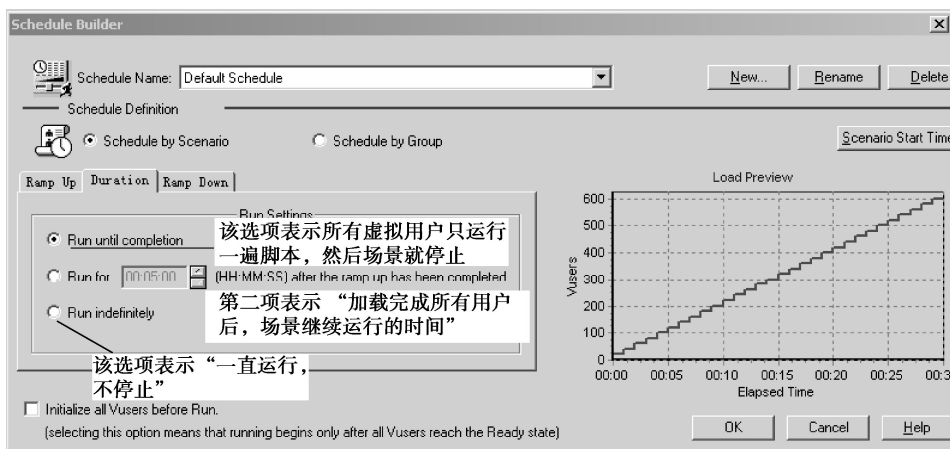 Schedule Builder
Schedule Name: Default Schedule
New... Rename Delete
Schedule Definition
Schedule by Scenario Schedule by Group
Scenario Start Time
Ramp Up Duration Ramp Down
Run Settings
Run until completion
该选项表示所有虚拟用户只运行
一遍脚本，然后场景就停止
Run for 00:05:00 (HH:MM:SS) after the ramp up has been completed
第二项表示 “加载完成所有用户
后，场景继续运行的时间”
Run indefinitely
该选项表示“一直运行，
不停止”
Initialize all Vusers before Run.
(selecting this option means that running begins only after all Vusers reach the Ready state)
Load Preview
Vusers
600
500
400
300
200
100
0
00:00 00:05 00:10 00:15 00:20 00:25 00:3
Elapsed Time
OK Cancel Help